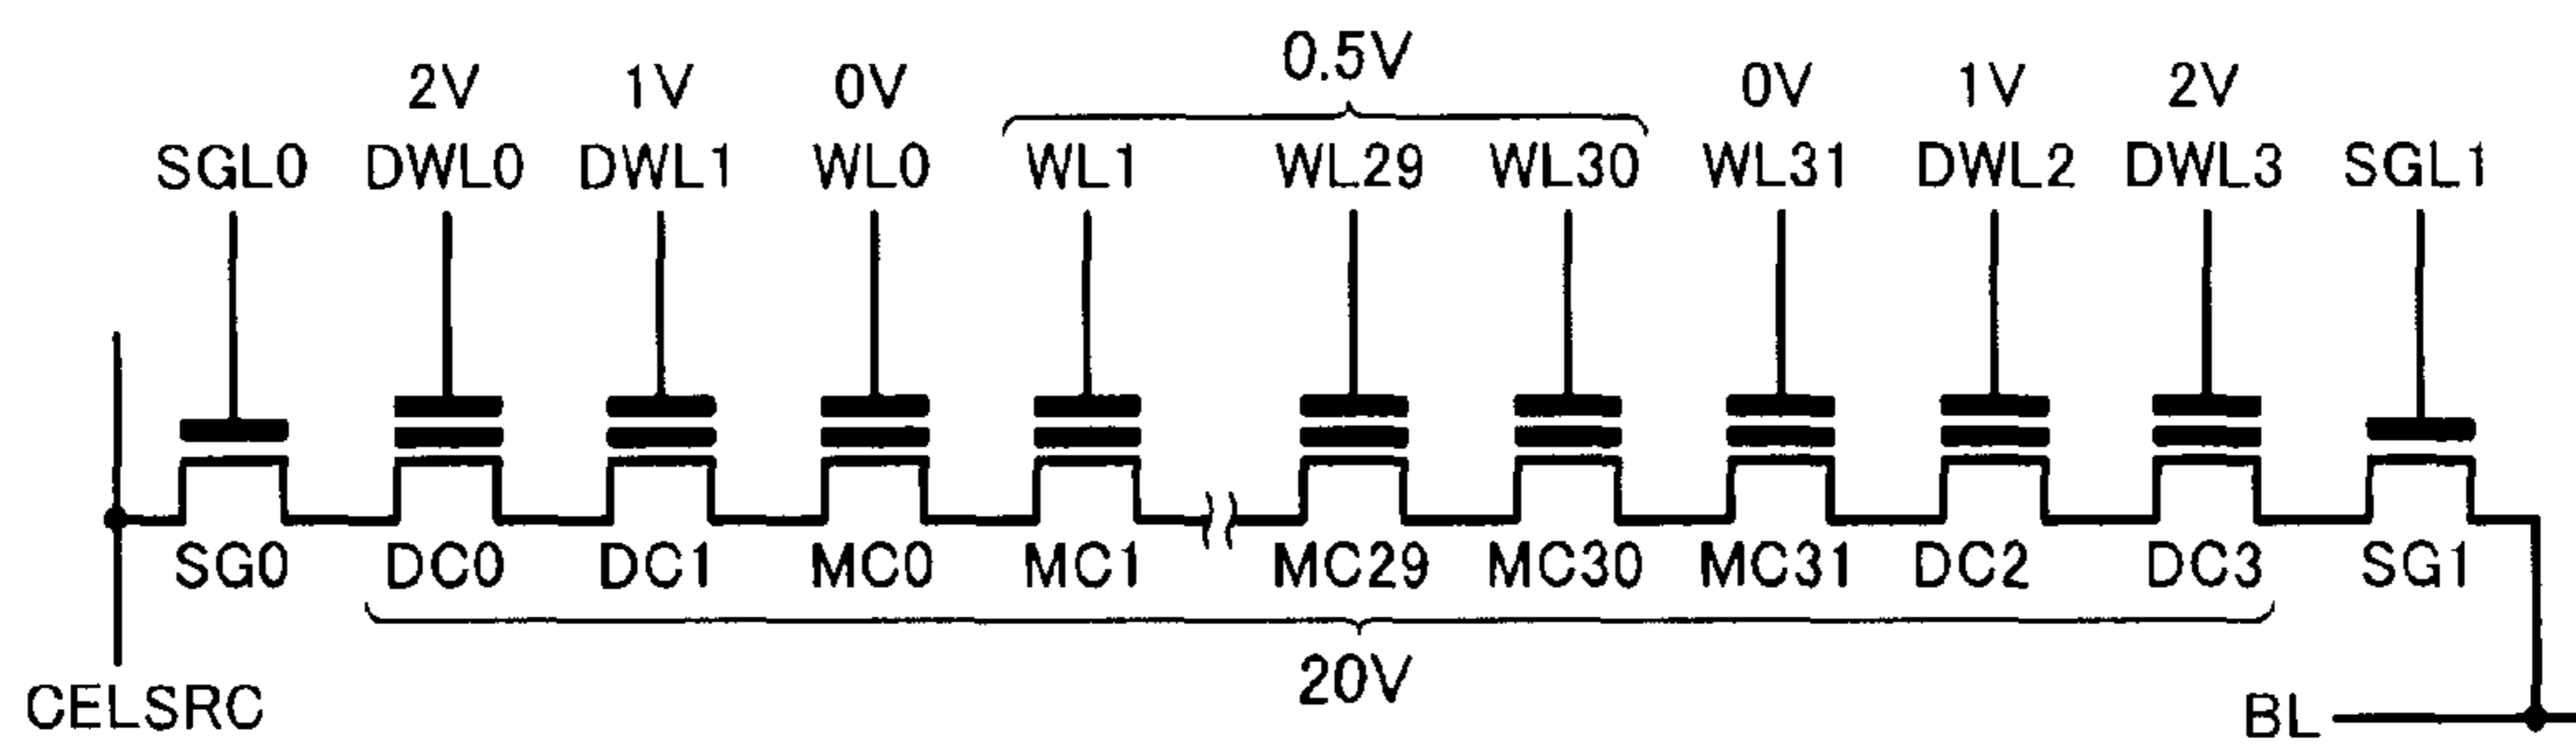 0.5V
2V 1V 0V 0V 1V 2V
SGL0 DWL0 DWL1 WL0 WL1 WL29 WL30 WL31 DWL2 DWL3 SGL1
SG0 DC0 DC1 MC0 MC1 MC29 MC30 MC31 DC2 DC3 SG1
20V
CELSRC
BL